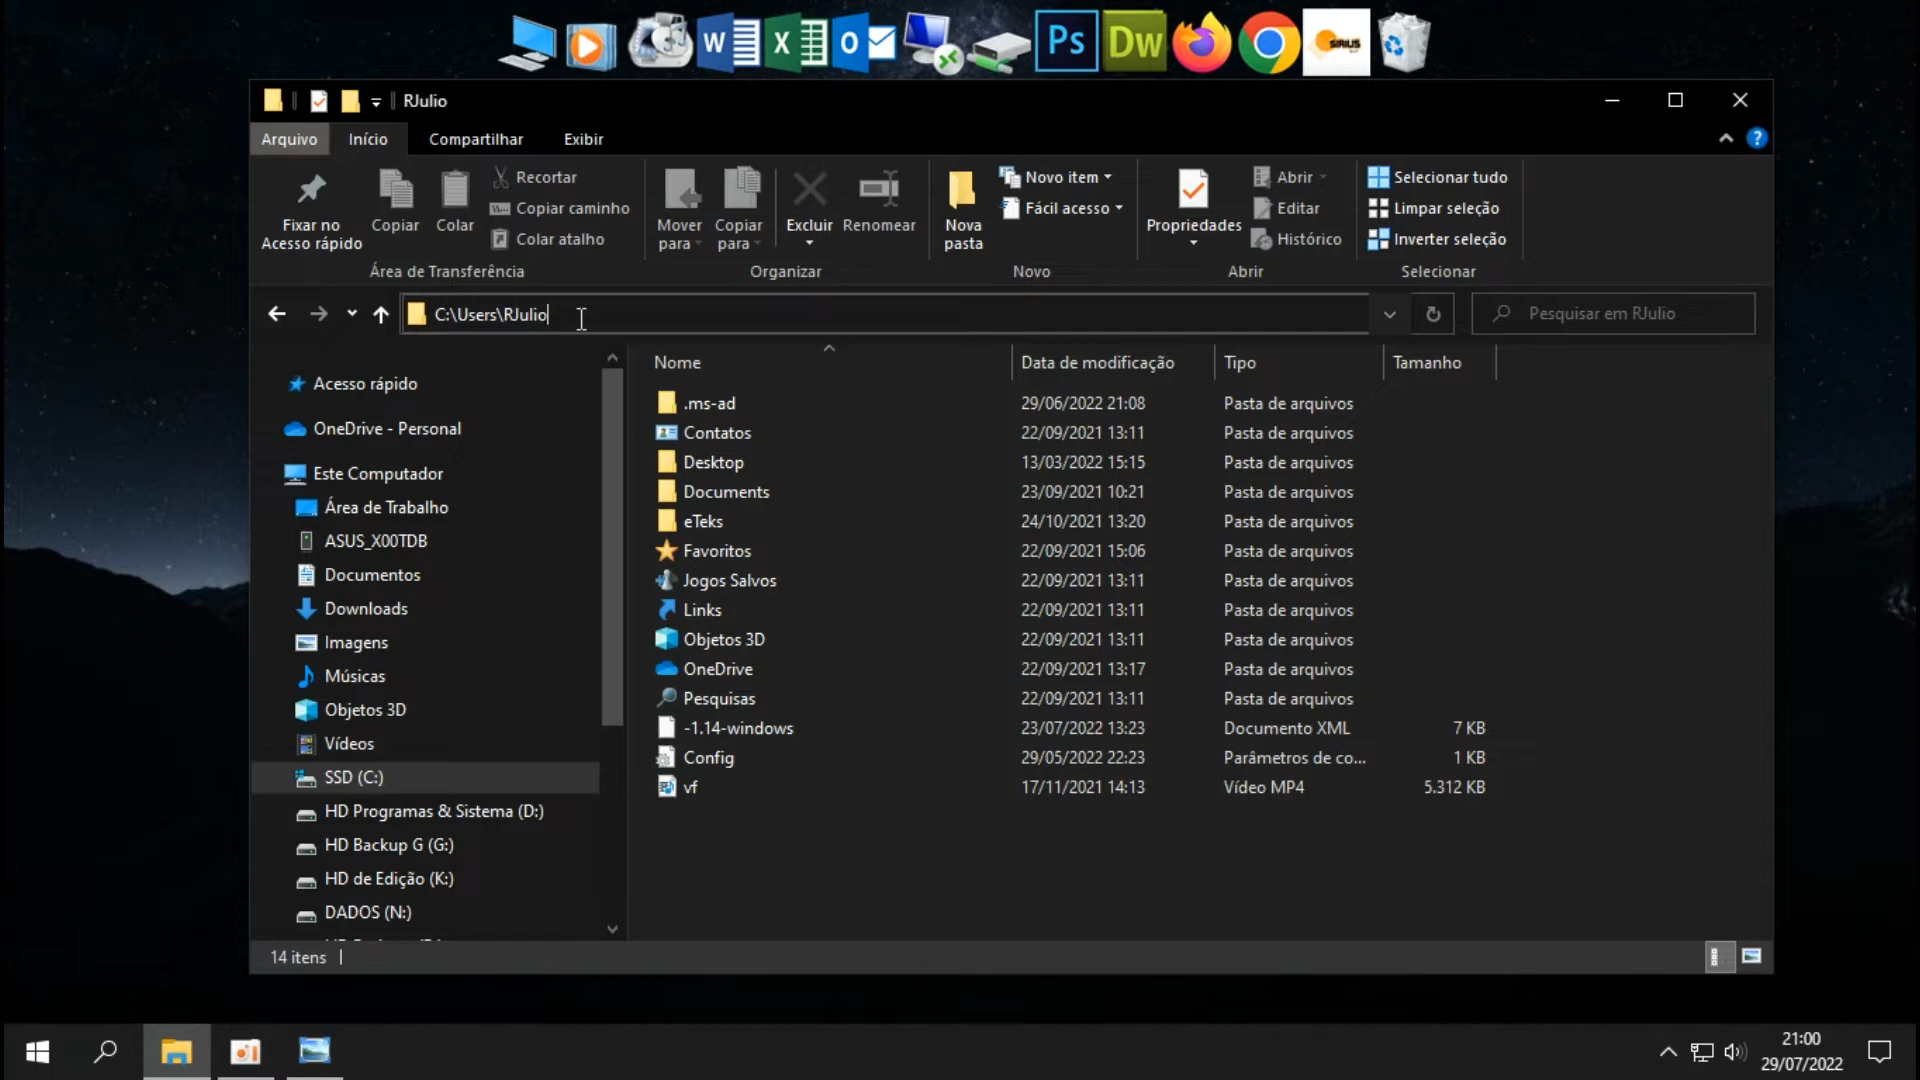 W X O Ps Dw SIRIUS
RJulio
Arquivo Início Compartilhar Exibir
Fixar no
Acesso rápido
Copiar
Colar
Recortar
Copiar caminho
Colar atalho
Área de Transferência
Mover
para
Copiar
para
Excluir
Renomear
Organizar
Nova
pasta
Novo item
Fácil acesso
Novo
Propriedades
Abrir
Editar
Histórico
Abrir
Selecionar tudo
Limpar seleção
Inverter seleção
Selecionar
C:\Users\RJulio
Pesquisar em RJulio
Acesso rápido
OneDrive - Personal
Este Computador
Área de Trabalho
ASUS_X00TDB
Documentos
Downloads
Imagens
Músicas
Objetos 3D
Vídeos
SSD (C:)
HD Programas & Sistema (D:)
HD Backup G (G:)
HD de Edição (K:)
DADOS (N:)
Nome Data de modificação Tipo Tamanho
.ms-ad 29/06/2022 21:08 Pasta de arquivos
Contatos 22/09/2021 13:11 Pasta de arquivos
Desktop 13/03/2022 15:15 Pasta de arquivos
Documents 23/09/2021 10:21 Pasta de arquivos
eTeks 24/10/2021 13:20 Pasta de arquivos
Favoritos 22/09/2021 15:06 Pasta de arquivos
Jogos Salvos 22/09/2021 13:11 Pasta de arquivos
Links 22/09/2021 13:11 Pasta de arquivos
Objetos 3D 22/09/2021 13:11 Pasta de arquivos
OneDrive 22/09/2021 13:17 Pasta de arquivos
Pesquisas 22/09/2021 13:11 Pasta de arquivos
-1.14-windows 23/07/2022 13:23 Documento XML 7 KB
Config 29/05/2022 22:23 Parâmetros de co... 1 KB
vf 17/11/2021 14:13 Vídeo MP4 5.312 KB
14 itens
21:00
29/07/2022